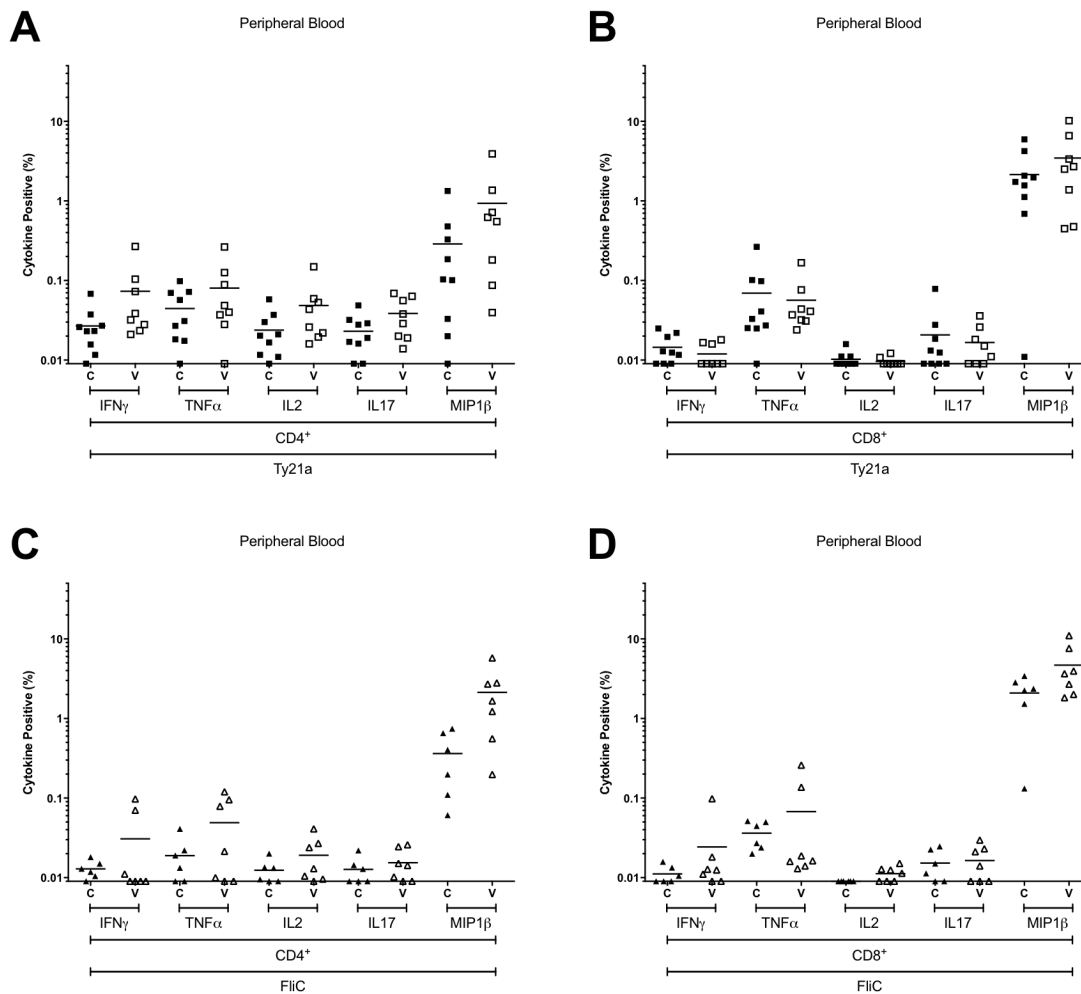 A
Peripheral Blood
Cytokine Positive (%)
10
1
0.1
0.01
C V C V C V C V C V
IFNγ TNFα IL2 IL17 MIP1β
CD4+
Ty21a
B
Peripheral Blood
Cytokine Positive (%)
10
1
0.1
0.01
C V C V C V C V C V
IFNγ TNFα IL2 IL17 MIP1β
CD8+
Ty21a
C
Peripheral Blood
Cytokine Positive (%)
10
1
0.1
0.01
C V C V C V C V C V
IFNγ TNFα IL2 IL17 MIP1β
CD4+
FliC
D
Peripheral Blood
Cytokine Positive (%)
10
1
0.1
0.01
C V C V C V C V C V
IFNγ TNFα IL2 IL17 MIP1β
CD8+
FliC